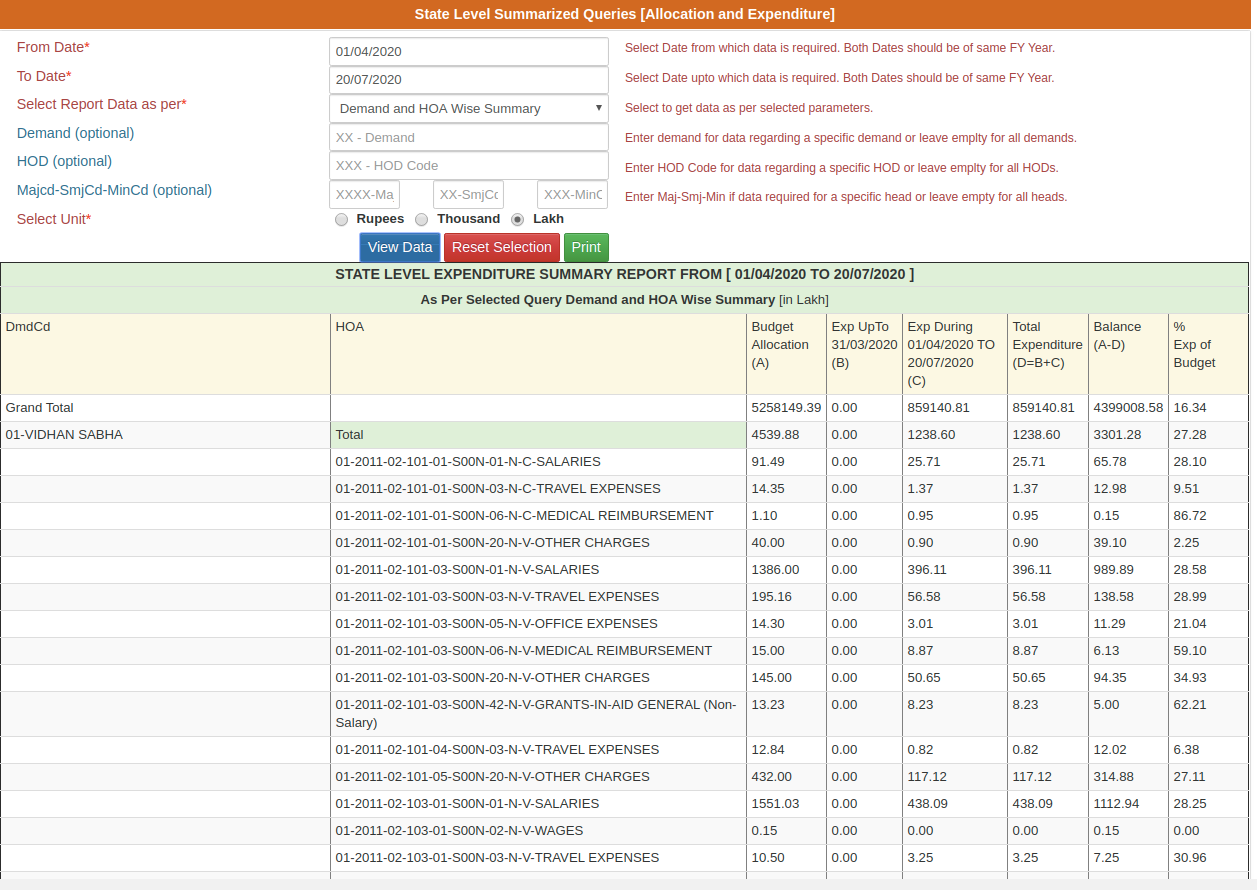 State Level Summarized Queries [Allocation and Expenditure]
From Date* 01/04/2020 Select Date from which data is required. Both Dates should be of same FY Year.
To Date* 20/07/2020 Select Date upto which data is required. Both Dates should be of same FY Year.
Select Report Data as per* Demand and HOA Wise Summary Select to get data as per selected parameters.
Demand (optional) XX - Demand Enter demand for data regarding a specific demand or leave emplty for all demands.
HOD (optional) XXX - HOD Code Enter HOD Code for data regarding a specific HOD or leave emplty for all HODs.
Majcd-SmjCd-MinCd (optional) XXXX-Ma XX-SmjCc XXX-MinC Enter Maj-Smj-Min if data required for a specific head or leave empty for all heads.
Select Unit* Rupees Thousand Lakh
View Data Reset Selection Print
STATE LEVEL EXPENDITURE SUMMARY REPORT FROM [ 01/04/2020 TO 20/07/2020 ]
As Per Selected Query Demand and HOA Wise Summary [in Lakh]
DmdCd HOA Budget Exp UpTo Exp During Total Balance %
Allocation 31/03/2020 01/04/2020 TO Expenditure (A-D) Exp of
(A) (B) 20/07/2020 (D=B+C) Budget
(C)
Grand Total 5258149.39 0.00 859140.81 859140.81 4399008.58 16.34
01-VIDHAN SABHA Total 4539.88 0.00 1238.60 1238.60 3301.28 27.28
01-2011-02-101-01-S00N-01-N-C-SALARIES 91.49 0.00 25.71 25.71 65.78 28.10
01-2011-02-101-01-S00N-03-N-C-TRAVEL EXPENSES 14.35 0.00 1.37 1.37 12.98 9.51
01-2011-02-101-01-S00N-06-N-C-MEDICAL REIMBURSEMENT 1.10 0.00 0.95 0.95 0.15 86.72
01-2011-02-101-01-S00N-20-N-V-OTHER CHARGES 40.00 0.00 0.90 0.90 39.10 2.25
01-2011-02-101-03-S00N-01-N-V-SALARIES 1386.00 0.00 396.11 396.11 989.89 28.58
01-2011-02-101-03-S00N-03-N-V-TRAVEL EXPENSES 195.16 0.00 56.58 56.58 138.58 28.99
01-2011-02-101-03-S00N-05-N-V-OFFICE EXPENSES 14.30 0.00 3.01 3.01 11.29 21.04
01-2011-02-101-03-S00N-06-N-V-MEDICAL REIMBURSEMENT 15.00 0.00 8.87 8.87 6.13 59.10
01-2011-02-101-03-S00N-20-N-V-OTHER CHARGES 145.00 0.00 50.65 50.65 94.35 34.93
01-2011-02-101-03-S00N-42-N-V-GRANTS-IN-AID GENERAL (Non- 13.23 0.00 8.23 8.23 5.00 62.21
Salary)
01-2011-02-101-04-S00N-03-N-V-TRAVEL EXPENSES 12.84 0.00 0.82 0.82 12.02 6.38
01-2011-02-101-05-S00N-20-N-V-OTHER CHARGES 432.00 0.00 117.12 117.12 314.88 27.11
01-2011-02-103-01-S00N-01-N-V-SALARIES 1551.03 0.00 438.09 438.09 1112.94 28.25
01-2011-02-103-01-S00N-02-N-V-WAGES 0.15 0.00 0.00 0.00 0.15 0.00
01-2011-02-103-01-S00N-03-N-V-TRAVEL EXPENSES 10.50 0.00 3.25 3.25 7.25 30.96